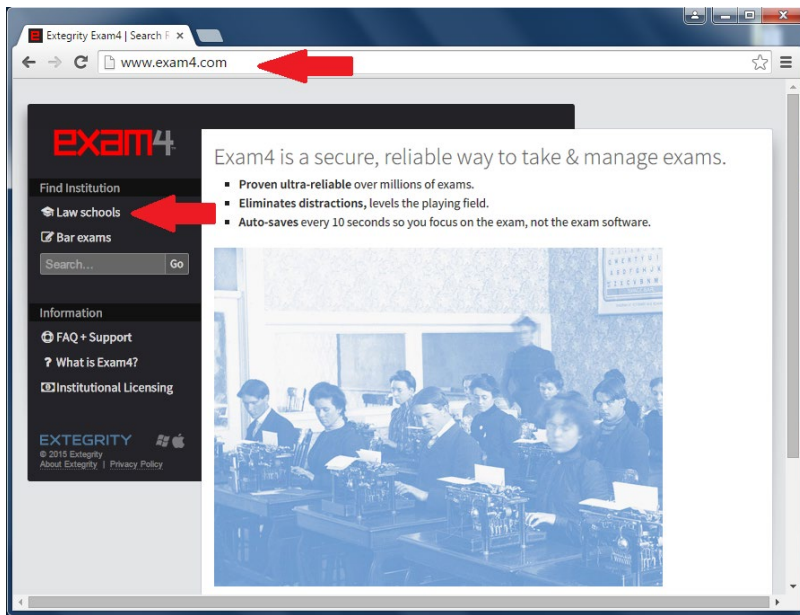 Extegrity Exam4 | Search F
www.exam4.com
exam4
Find Institution
Law schools
Bar exams
Search...
Go
Information
FAQ + Support
? What is Exam4?
Institutional Licensing
EXTEGRITY
© 2015 Extegrity
About Extegrity | Privacy Policy
Exam4 is a secure, reliable way to take & manage exams.
Proven ultra-reliable over millions of exams.
Eliminates distractions, levels the playing field.
Auto-saves every 10 seconds so you focus on the exam, not the exam software.